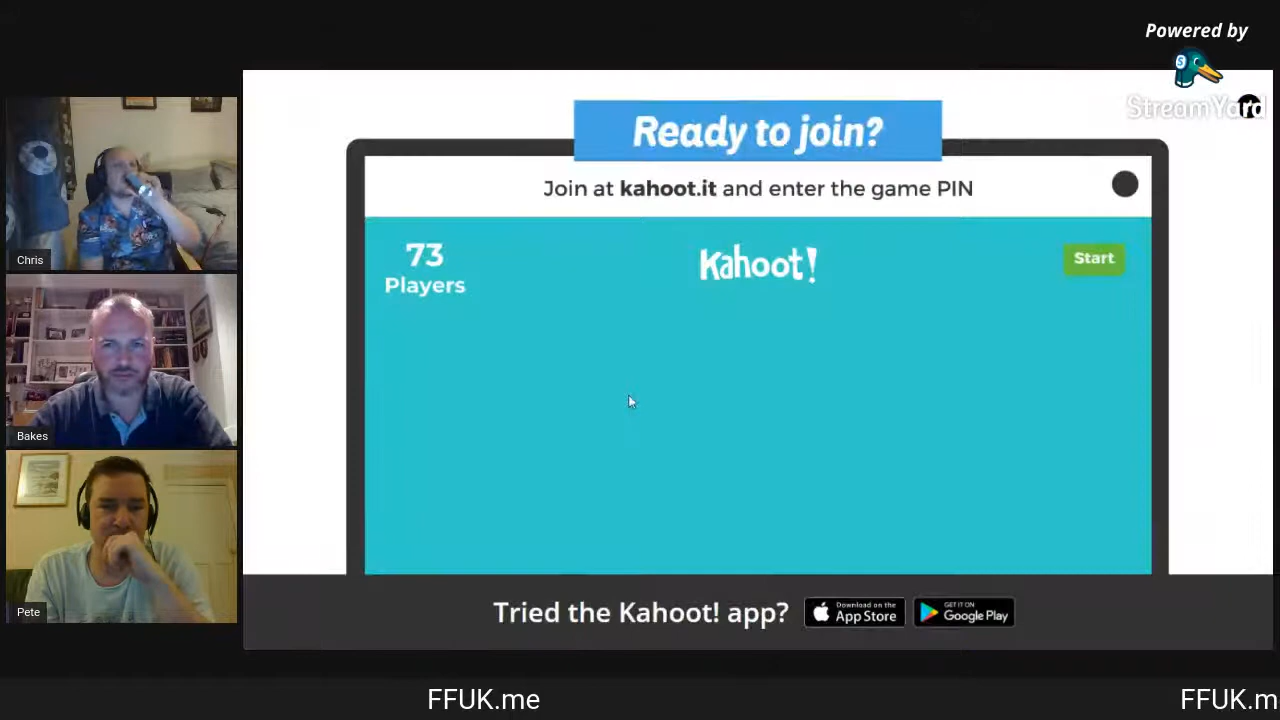 Powered by
StreamYard
Ready to join?
Join at kahoot.it and enter the game PIN
73
Players
Kahoot!
Start
Chris
Bakes
Pete
Tried the Kahoot! app?
Download on the
App Store
GET IT ON
Google Play
FFUK.me
FFUK.m